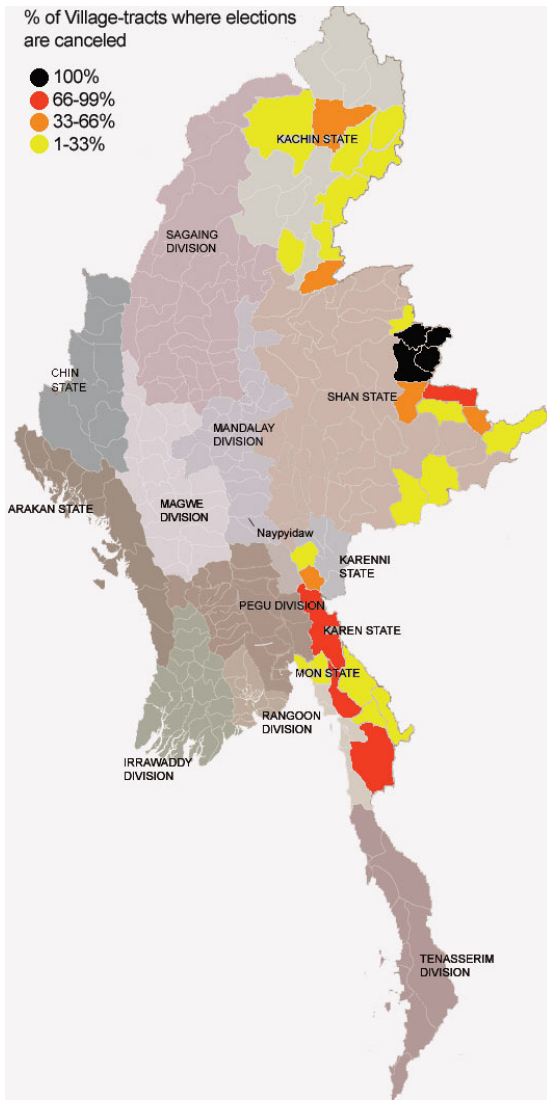 % of Village-tracts where elections
are canceled
100%
66-99%
33-66%
1-33%
KACHIN STATE
SAGAING
DIVISION
CHIN
STATE
SHAN STATE
MANDALAY
DIVISION
ARAKAN STATE
MAGWE
DIVISION
Naypyidaw
KARENNI
STATE
PEGU DIVISION
KAREN STATE
MON STATE
RANGOON
DIVISION
IRRAWADDY
DIVISION
TENASSERIM
DIVISION